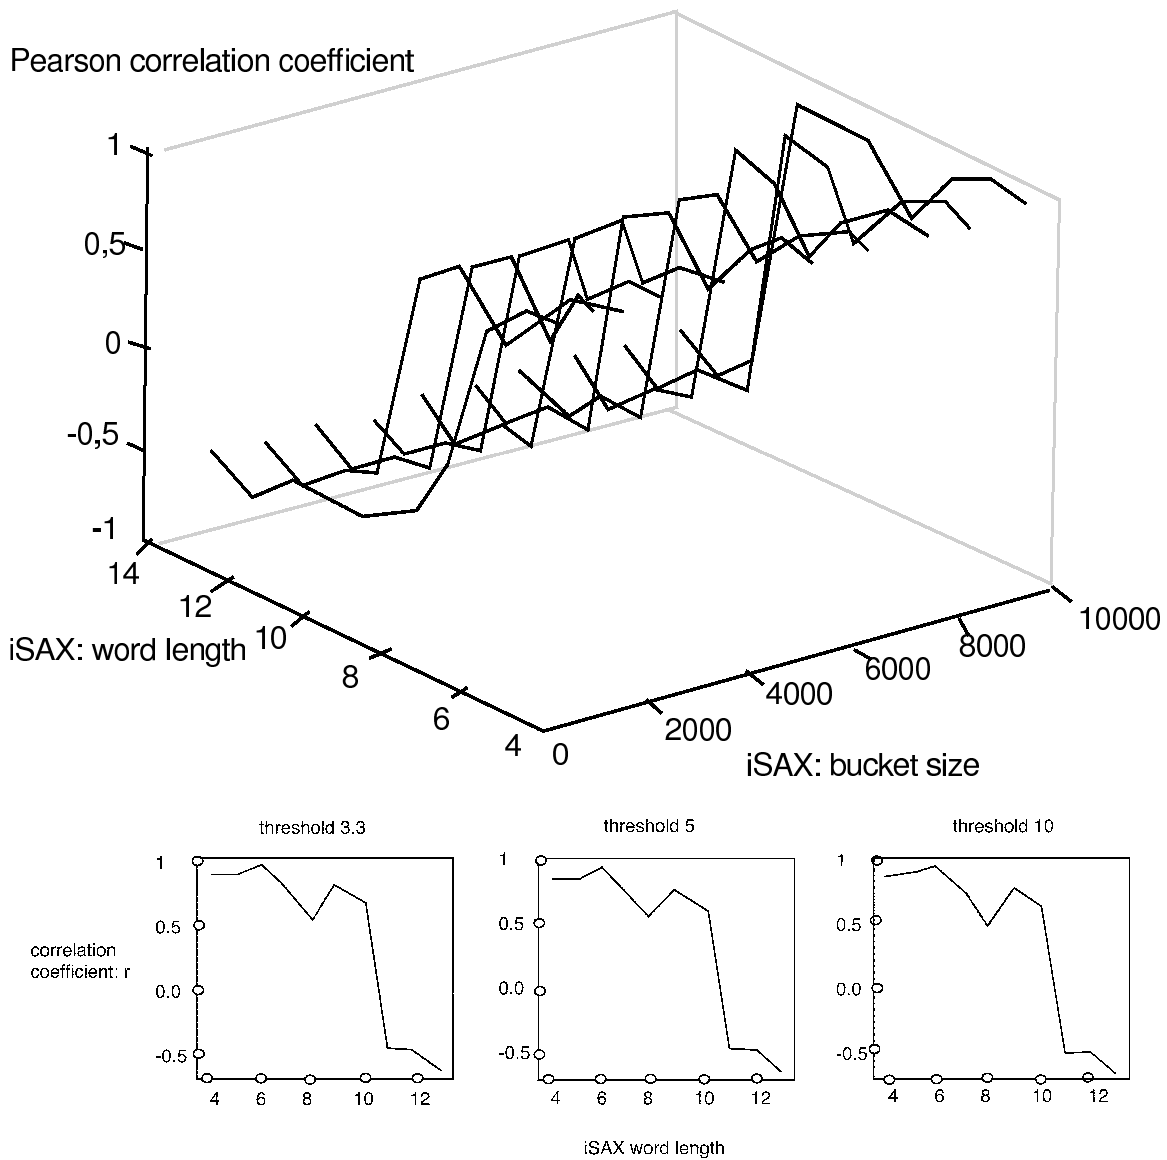 Pearson correlation coefficient
1
0,5
0
-0,5
-1
14
12
10
8
6
4
iSAX: word length
0
2000
4000
6000
8000
10000
iSAX: bucket size
threshold 3.3
threshold 5
threshold 10
1
0.5
0.0
-0.5
correlation
coefficient: r
4 6 8 10 12
1
0.5
0.0
-0.5
4 6 8 10 12
1
0.5
0.0
-0.5
4 6 8 10 12
iSAX word length